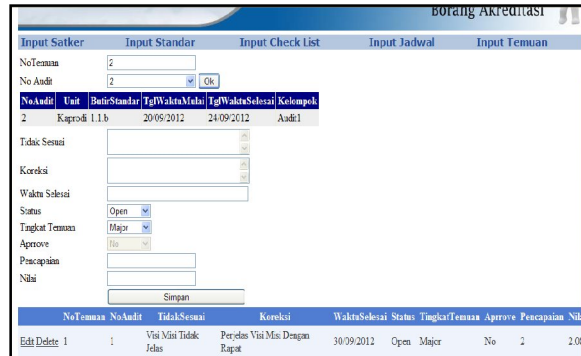 Borang Akreditasi
Input Satker Input Standar Input Check List Input Jadwal Input Temuan
NoTemuan 2
No Audit 2 Ok
NoAudit Unit ButirStandar TglWaktuMulai TglWaktuSelesai Kelompok
2 Kaprodi 1.1.b 20/09/2012 24/09/2012 Audit1
Tidak Sesuai
Koreksi
Waktu Selesai
Status Open
Tingkat Temuan Major
Aprrove No
Pencapaian
Nilai
Simpan
NoTemuan NoAudit TidakSesuai Koreksi WaktuSelesai Status TingkatTemuan Aprrove Pencapaian
Edit Delete 1 1 Visi Misi Tidak Jelas Perjelas Visi Misi Dengan Rapat 30/09/2012 Open Major No 2